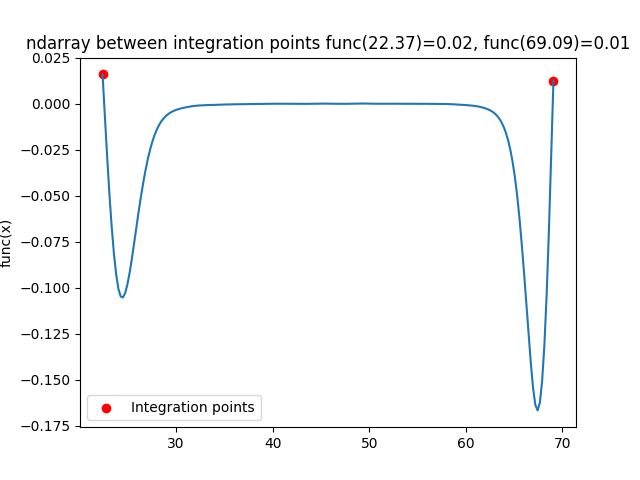 ndarray between integration points func(22.37)=0.02, func(69.09)=0.01
0.025
0.000
−0.025
−0.050
−0.075
−0.100
−0.125
−0.150
−0.175
func(x)
Integration points
30 40 50 60 70